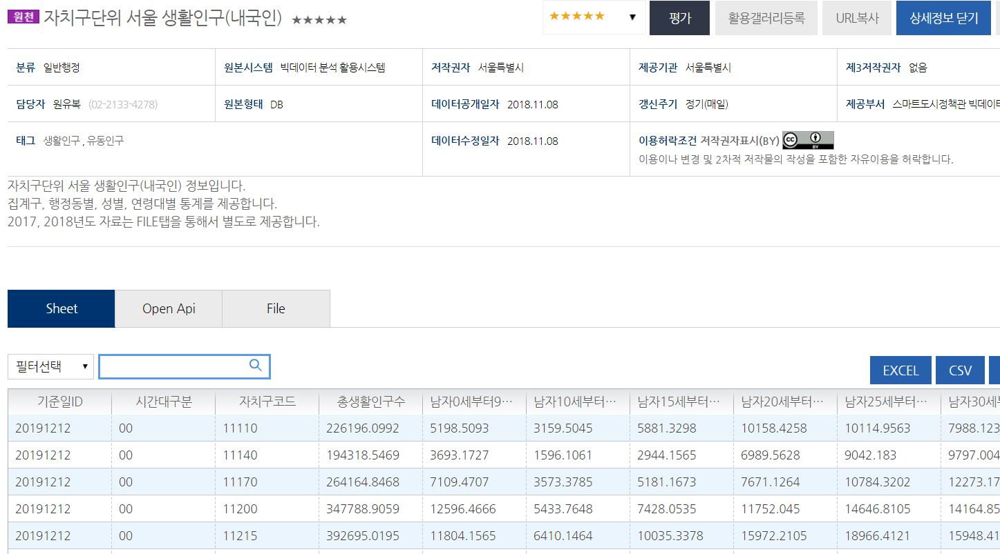 원천 자치구단위 서울 생활인구(내국인) ★★★★★ ★★★★★ ▼ 평가 활용갤러리등록 URL복사 상세정보 닫기
분류 일반행정 원본시스템 빅데이터 분석 활용시스템 저작권자 서울특별시 제공기관 서울특별시 제3저작권자 없음
담당자 원유복 (02-2133-4278) 원본형태 DB 데이터공개일자 2018.11.08 갱신주기 정기(매일) 제공부서 스마트도시정책관 빅데이터
태그 생활인구 , 유동인구 데이터수정일자 2018.11.08 이용허락조건 저작권자표시(BY) cc BY
이용이나 변경 및 2차적 저작물의 작성을 포함한 자유이용을 허락합니다.
자치구단위 서울 생활인구(내국인) 정보입니다.
집계구, 행정동별, 성별, 연령대별 통계를 제공합니다.
2017, 2018년도 자료는 FILE탭을 통해서 별도로 제공합니다.
Sheet Open Api File
필터선택 ▼ EXCEL CSV
기준일ID 시간대구분 자치구코드 총생활인구수 남자0세부터9… 남자10세부터… 남자15세부터… 남자20세부터… 남자25세부터… 남자30세부
20191212 00 11110 226196.0992 5198.5093 3159.5045 5881.3298 10158.4258 10114.9563 7988.123
20191212 00 11140 194318.5469 3693.1727 1596.1061 2944.1565 6989.5628 9042.183 9797.004
20191212 00 11170 264164.8468 7109.4707 3573.3785 5181.1673 7671.1264 10784.3202 12273.17
20191212 00 11200 347788.9059 12596.4666 5433.7648 7428.0535 11752.045 14646.8105 14164.85
20191212 00 11215 392695.0195 11804.1565 6410.1464 10035.3378 15972.2105 18966.4121 15948.41